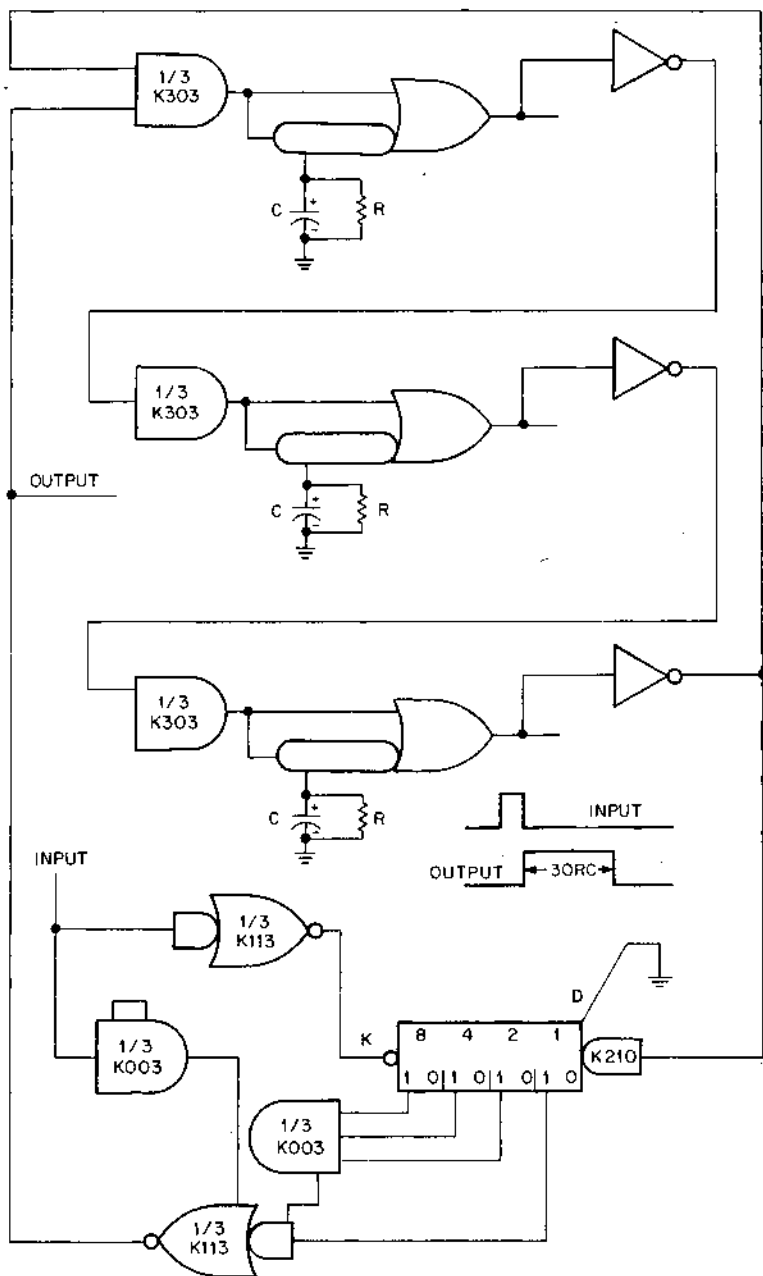 1/3
K303
C
+
-
R
1/3
K303
OUTPUT
C
+
-
R
1/3
K303
C
+
-
R
INPUT
OUTPUT
30RC
INPUT
1/3
K113
D
K
8 4 2 1
K210
1 0 1 0 1 0 1 0
1/3
K003
1/3
K003
1/3
K113